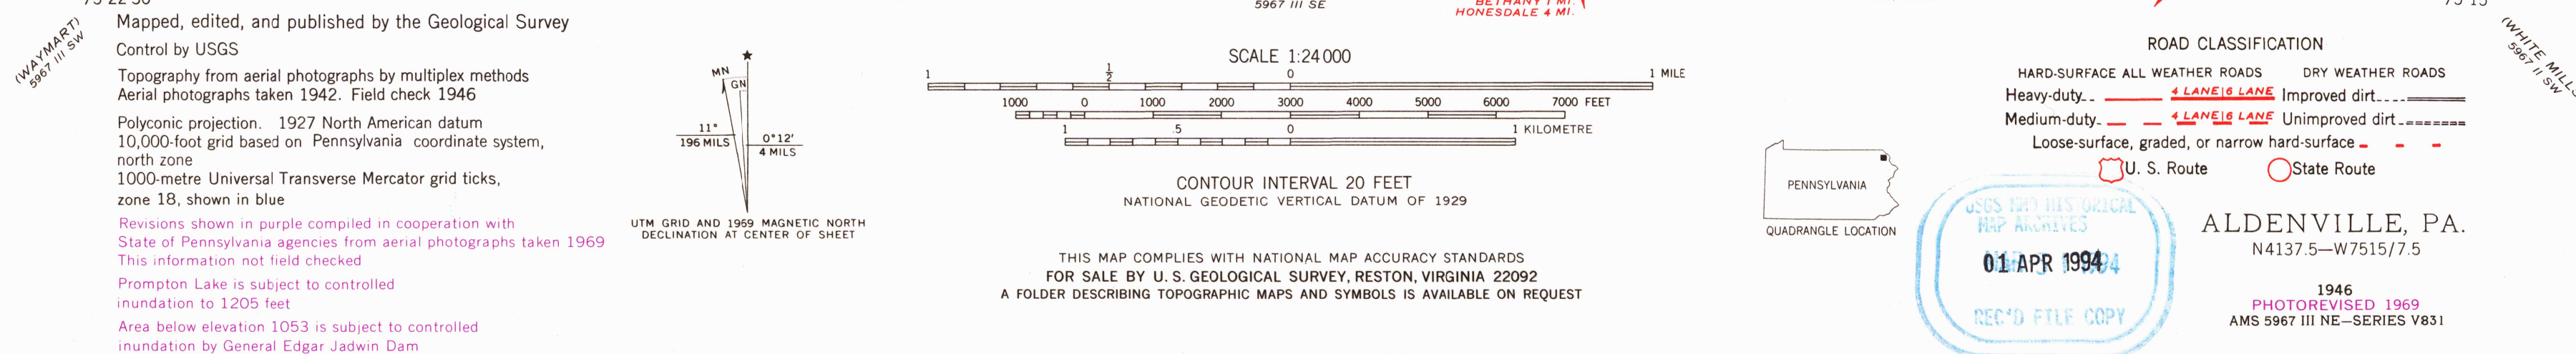 Mapped, edited, and published by the Geological Survey
Control by USGS
Topography from aerial photographs by multiplex methods
Aerial photographs taken 1942. Field check 1946
Polyconic projection. 1927 North American datum
10,000-foot grid based on Pennsylvania coordinate system,
north zone
1000-metre Universal Transverse Mercator grid ticks,
zone 18, shown in blue
Revisions shown in purple compiled in cooperation with
State of Pennsylvania agencies from aerial photographs taken 1969
This information not field checked
Prompton Lake is subject to controlled
inundation to 1205 feet
Area below elevation 1053 is subject to controlled
inundation by General Edgar Jadwin Dam
(WAYMART)
5967 III SW
MN
GN
11°
196 MILS
0°12'
4 MILS
UTM GRID AND 1969 MAGNETIC NORTH
DECLINATION AT CENTER OF SHEET
5967 III SE
BETHANY 1 MI.
HONESDALE 4 MI.
SCALE 1:24 000
1 1/2 0 1 MILE
1000 0 1000 2000 3000 4000 5000 6000 7000 FEET
1 .5 0 1 KILOMETRE
CONTOUR INTERVAL 20 FEET
NATIONAL GEODETIC VERTICAL DATUM OF 1929
THIS MAP COMPLIES WITH NATIONAL MAP ACCURACY STANDARDS
FOR SALE BY U. S. GEOLOGICAL SURVEY, RESTON, VIRGINIA 22092
A FOLDER DESCRIBING TOPOGRAPHIC MAPS AND SYMBOLS IS AVAILABLE ON REQUEST
PENNSYLVANIA
QUADRANGLE LOCATION
ROAD CLASSIFICATION
HARD-SURFACE ALL WEATHER ROADS DRY WEATHER ROADS
Heavy-duty 4 LANE|6 LANE Improved dirt
Medium-duty 4 LANE|6 LANE Unimproved dirt
Loose-surface, graded, or narrow hard-surface
U. S. Route State Route
USGS NMD HISTORICAL
MAP ARCHIVES
01 APR 1994
REC'D FILE COPY
ALDENVILLE, PA.
N4137.5—W7515/7.5
1946
PHOTOREVISED 1969
AMS 5967 III NE—SERIES V831
(WHITE MILLS
5967 II SW